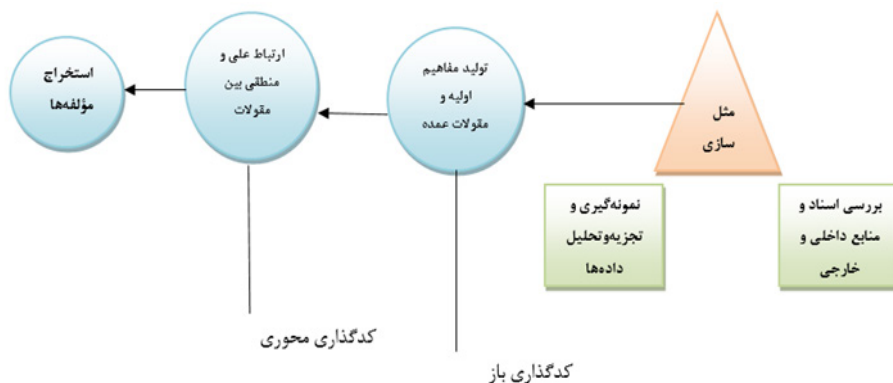 مثل
سازی
بررسی اسناد و
منابع داخلی و
خارجی
نمونه‌گیری و
تجزیه‌وتحلیل
داده‌ها
تولید مفاهیم
اولیه و
مقولات عمده
ارتباط علی و
منطقی بین
مقولات
استخراج
مؤلفه‌ها
کدگذاری باز
کدگذاری محوری